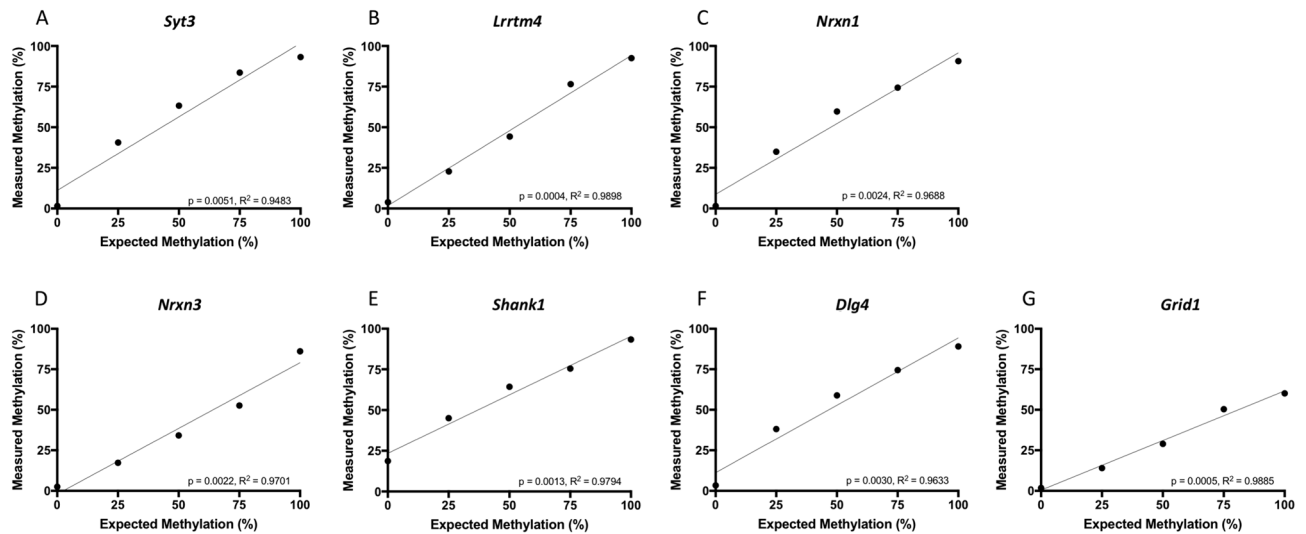 A
Syt3
Measured Methylation (%)
100
75
50
25
0
p = 0.0051, R² = 0.9483
0 25 50 75 100
Expected Methylation (%)
B
Lrrtm4
Measured Methylation (%)
100
75
50
25
0
p = 0.0004, R² = 0.9898
0 25 50 75 100
Expected Methylation (%)
C
Nrxn1
Measured Methylation (%)
100
75
50
25
0
p = 0.0024, R² = 0.9688
0 25 50 75 100
Expected Methylation (%)
D
Nrxn3
Measured Methylation (%)
100
75
50
25
0
p = 0.0022, R² = 0.9701
0 25 50 75 100
Expected Methylation (%)
E
Shank1
Measured Methylation (%)
100
75
50
25
0
p = 0.0013, R² = 0.9794
0 25 50 75 100
Expected Methylation (%)
F
Dlg4
Measured Methylation (%)
100
75
50
25
0
p = 0.0030, R² = 0.9633
0 25 50 75 100
Expected Methylation (%)
G
Grid1
Measured Methylation (%)
100
75
50
25
0
p = 0.0005, R² = 0.9885
0 25 50 75 100
Expected Methylation (%)